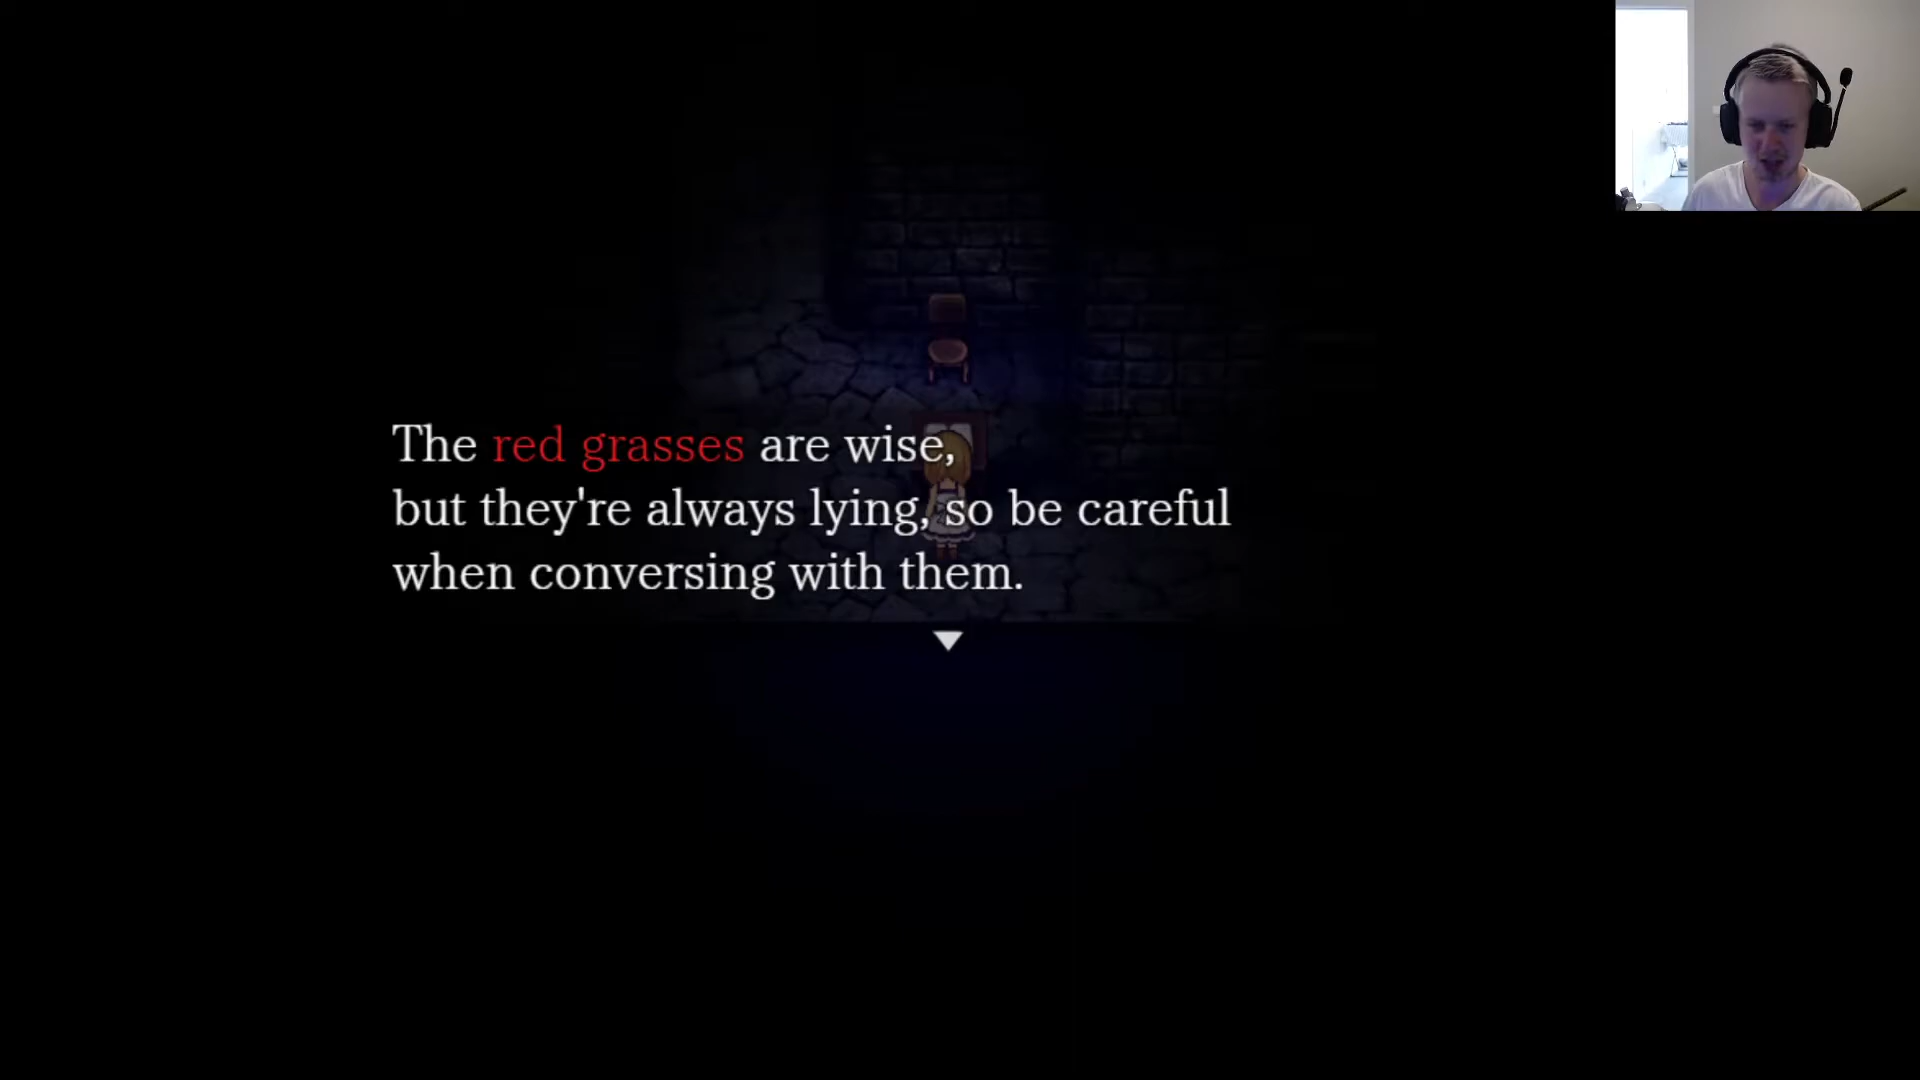 The red grasses are wise,
but they're always lying, so be careful
when conversing with them.